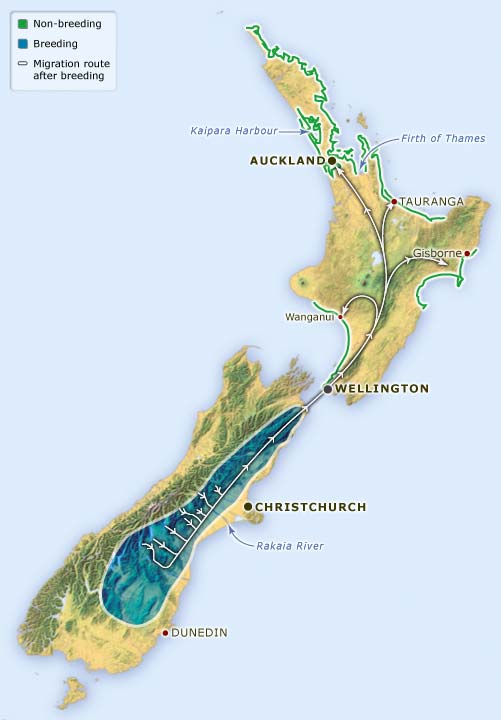 Non-breeding
Breeding
Migration route
after breeding
Kaipara Harbour
Firth of Thames
AUCKLAND
TAURANGA
Gisborne
Wanganui
WELLINGTON
CHRISTCHURCH
Rakaia River
DUNEDIN